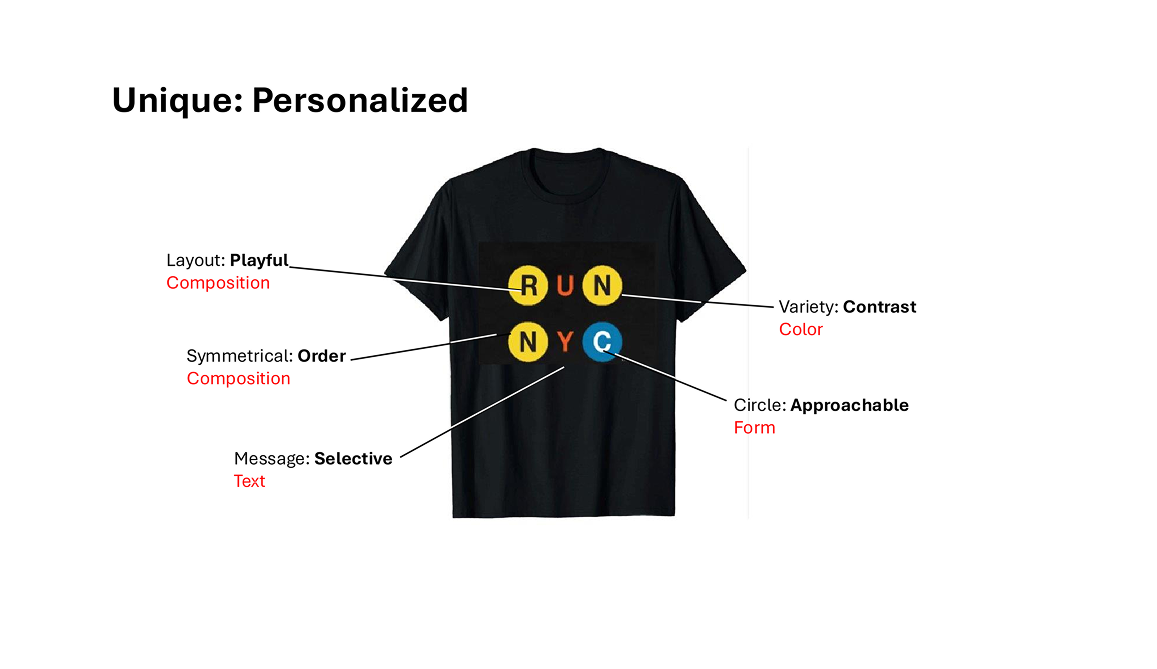 Unique: Personalized
Layout: Playful
Composition
R U N
Variety: Contrast
Color
N Y C
Symmetrical: Order
Composition
Circle: Approachable
Form
Message: Selective
Text